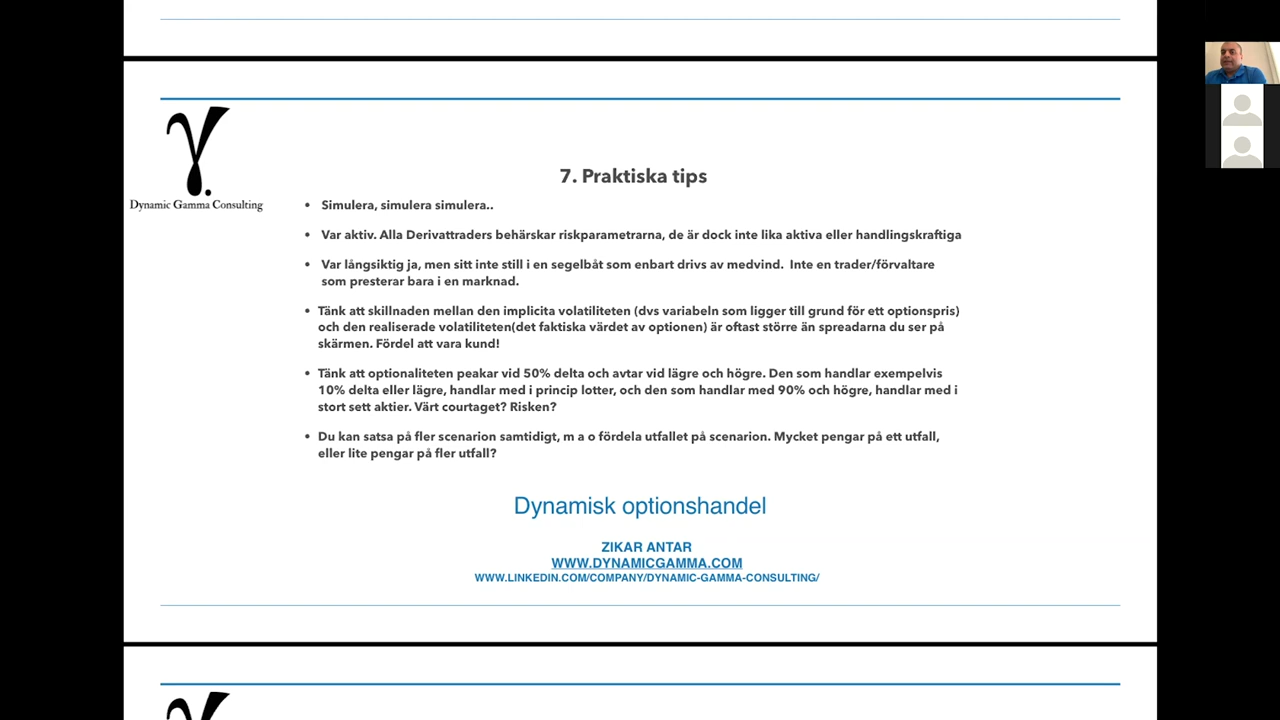 Dynamic Gamma Consulting
7. Praktiska tips
• Simulera, simulera simulera..
• Var aktiv. Alla Derivattraders behärskar riskparametrarna, de är dock inte lika aktiva eller handlingskraftiga
• Var långsiktig ja, men sitt inte still i en segelbåt som enbart drivs av medvind. Inte en trader/förvaltare
som presterar bara i en marknad.
• Tänk att skillnaden mellan den implicita volatiliteten (dvs variabeln som ligger till grund för ett optionspris)
och den realiserade volatiliteten(det faktiska värdet av optionen) är oftast större än spreadarna du ser på
skärmen. Fördel att vara kund!
• Tänk att optionaliteten peakar vid 50% delta och avtar vid lägre och högre. Den som handlar exempelvis
10% delta eller lägre, handlar med i princip lotter, och den som handlar med 90% och högre, handlar med i
stort sett aktier. Värt courtaget? Risken?
• Du kan satsa på fler scenarion samtidigt, m a o fördela utfallet på scenarion. Mycket pengar på ett utfall,
eller lite pengar på fler utfall?
Dynamisk optionshandel
ZIKAR ANTAR
WWW.DYNAMICGAMMA.COM
WWW.LINKEDIN.COM/COMPANY/DYNAMIC-GAMMA-CONSULTING/